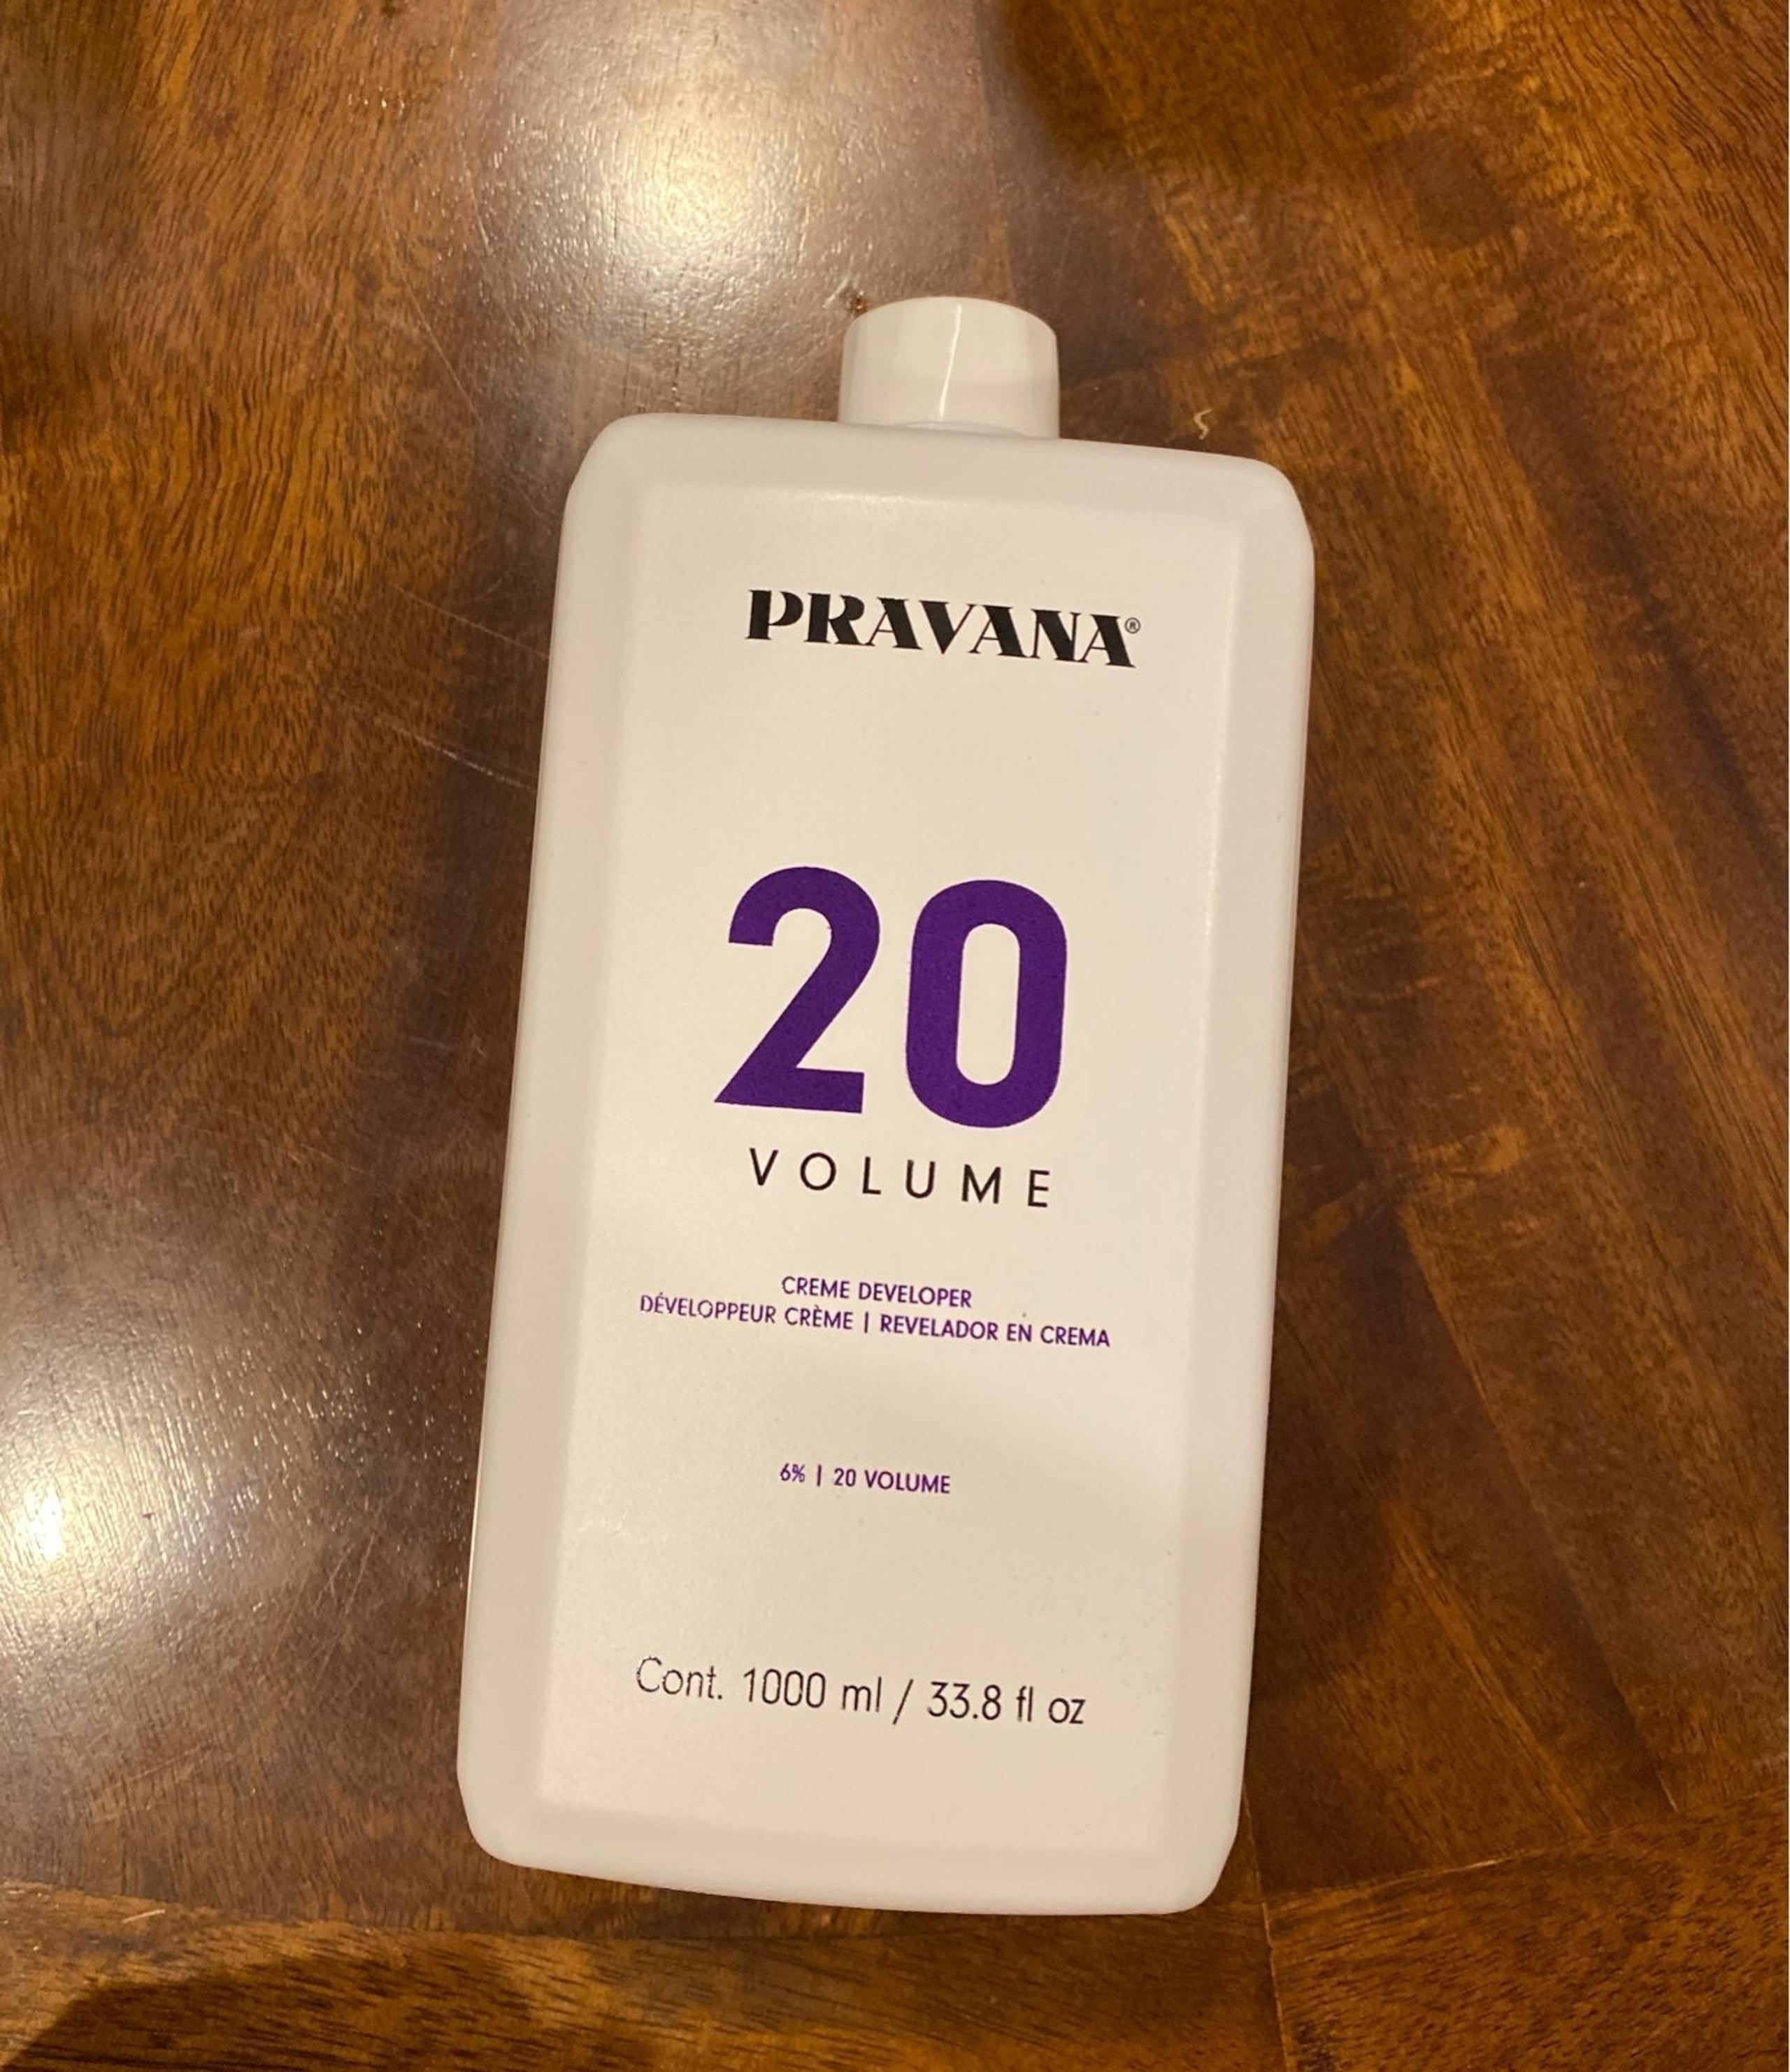 PRAVANA®
20
VOLUME
CREME DEVELOPER
DÉVELOPPEUR CRÈME | REVELADOR EN CREMA
6% | 20 VOLUME
Cont. 1000 ml / 33.8 fl oz